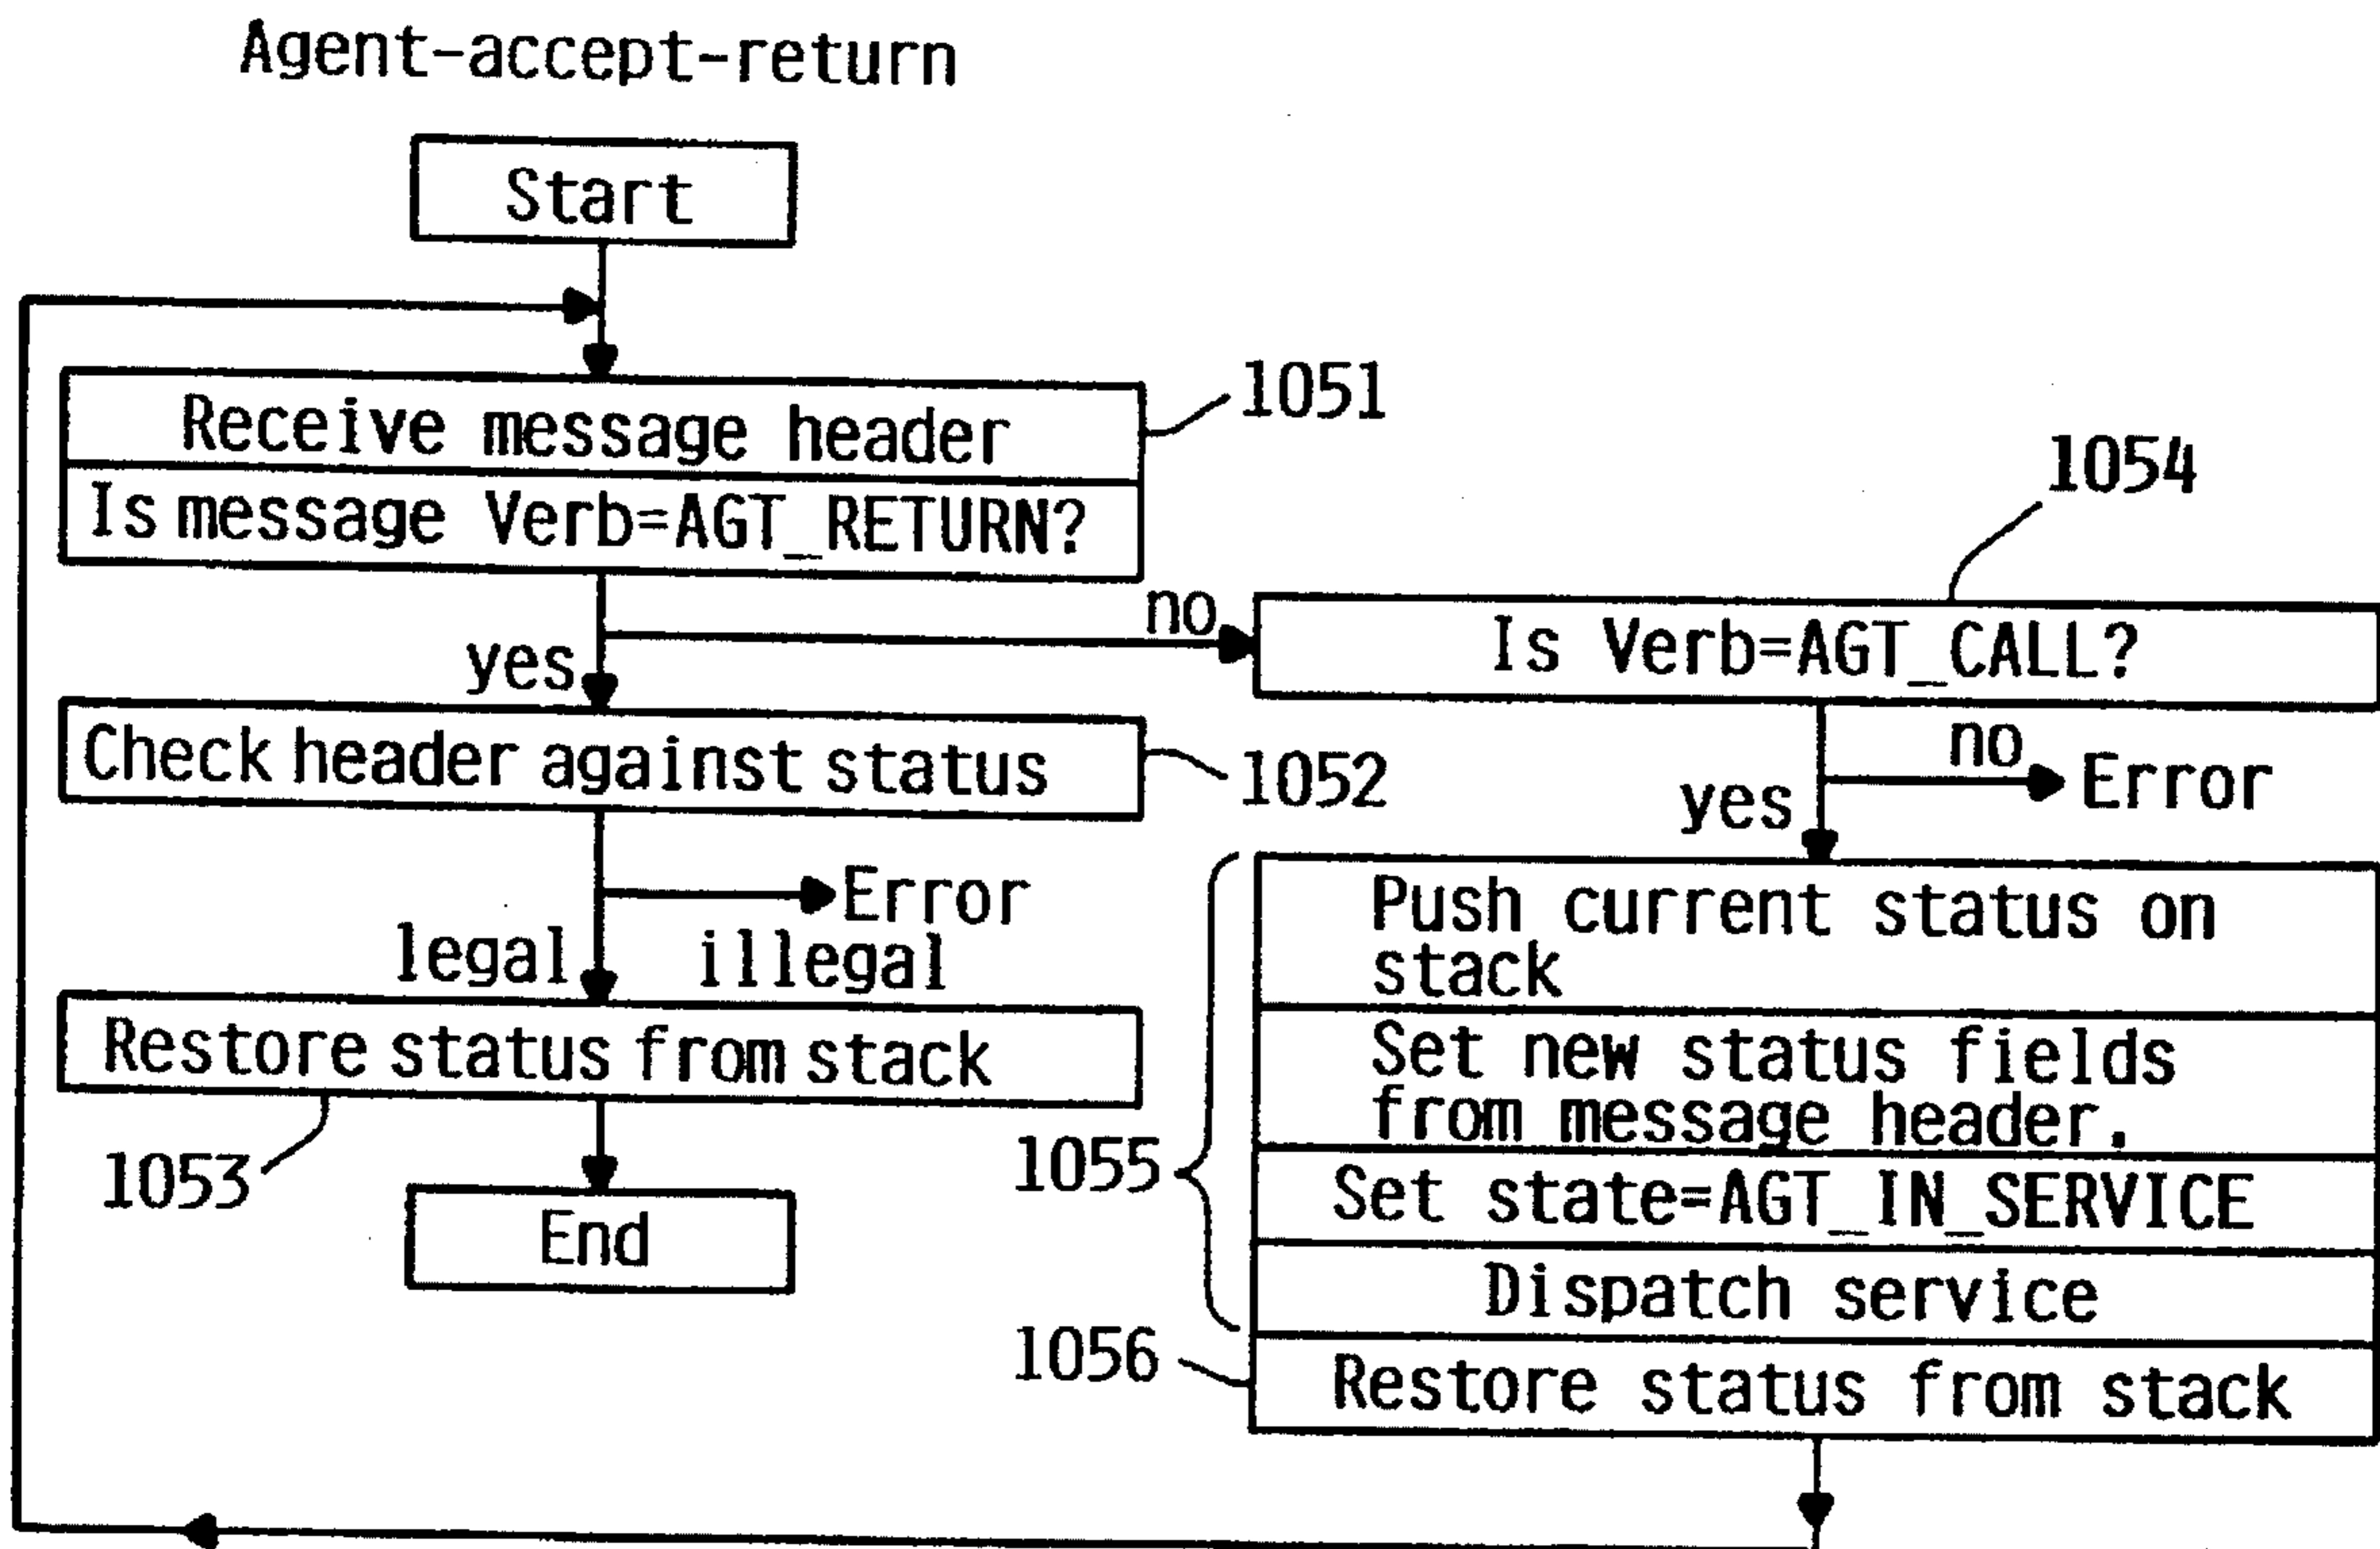 Agent-accept-return
Start
Receive message header
1051
Is message Verb=AGT_RETURN?
yes
no
Check header against status
1052
Error
legal
illegal
Restore status from stack
1053
End
1054
Is Verb=AGT_CALL?
no
Error
yes
Push current status on
stack
Set new status fields
from message header.
1055
Set state=AGT_IN_SERVICE
Dispatch service
1056
Restore status from stack